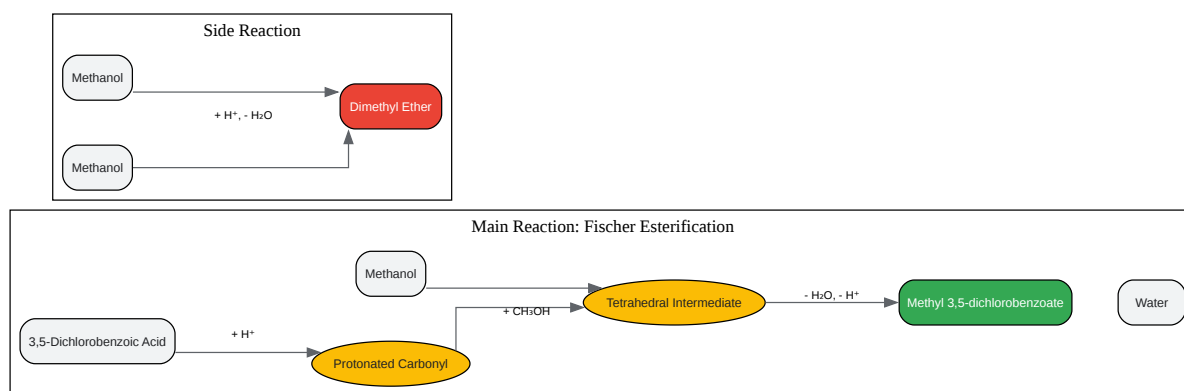 Side Reaction
Methanol
Dimethyl Ether
+ H⁺, - H₂O
Methanol
Main Reaction: Fischer Esterification
Methanol
Tetrahedral Intermediate
- H₂O, - H⁺
Methyl 3,5-dichlorobenzoate
Water
+ CH₃OH
3,5-Dichlorobenzoic Acid
+ H⁺
Protonated Carbonyl